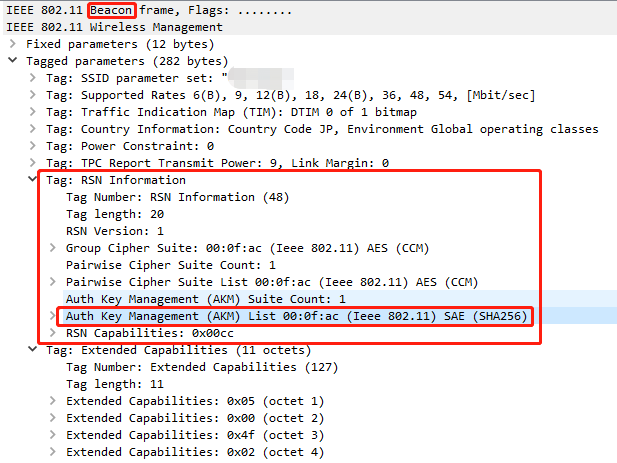 IEEE 802.11 Beacon frame, Flags: ........
IEEE 802.11 Wireless Management
Fixed parameters (12 bytes)
Tagged parameters (282 bytes)
Tag: SSID parameter set: "
Tag: Supported Rates 6(B), 9, 12(B), 18, 24(B), 36, 48, 54, [Mbit/sec]
Tag: Traffic Indication Map (TIM): DTIM 0 of 1 bitmap
Tag: Country Information: Country Code JP, Environment Global operating classes
Tag: Power Constraint: 0
Tag: TPC Report Transmit Power: 9, Link Margin: 0
Tag: RSN Information
Tag Number: RSN Information (48)
Tag length: 20
RSN Version: 1
Group Cipher Suite: 00:0f:ac (Ieee 802.11) AES (CCM)
Pairwise Cipher Suite Count: 1
Pairwise Cipher Suite List 00:0f:ac (Ieee 802.11) AES (CCM)
Auth Key Management (AKM) Suite Count: 1
Auth Key Management (AKM) List 00:0f:ac (Ieee 802.11) SAE (SHA256)
RSN Capabilities: 0x00cc
Tag: Extended Capabilities (11 octets)
Tag Number: Extended Capabilities (127)
Tag length: 11
Extended Capabilities: 0x05 (octet 1)
Extended Capabilities: 0x00 (octet 2)
Extended Capabilities: 0x4f (octet 3)
Extended Capabilities: 0x02 (octet 4)